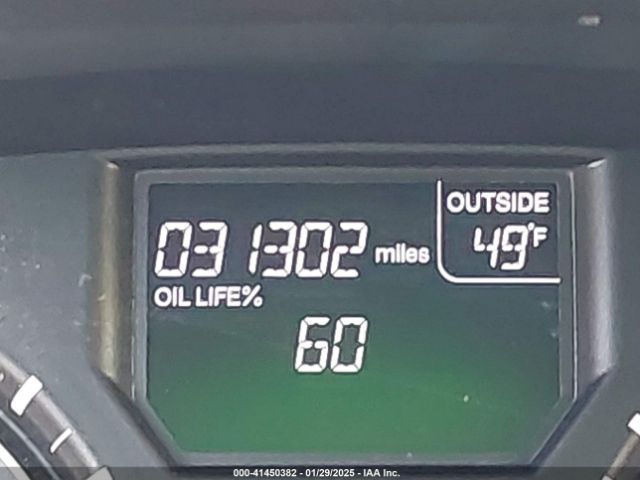 OUTSIDE
031302 miles 49°F
OIL LIFE%
60
000-41450382 - 01/29/2025 - IAA Inc.